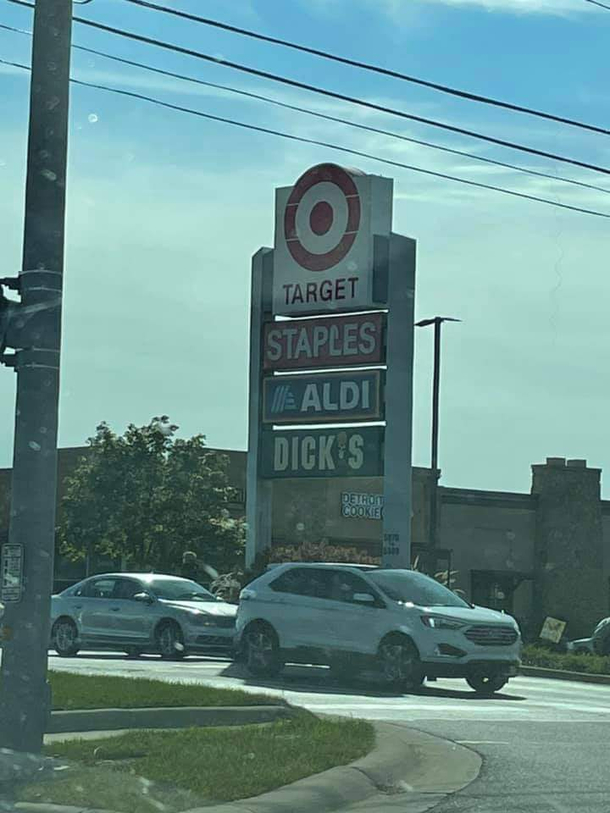 TARGET
STAPLES
ALDI
DICK'S
DETROIT
COOKIE